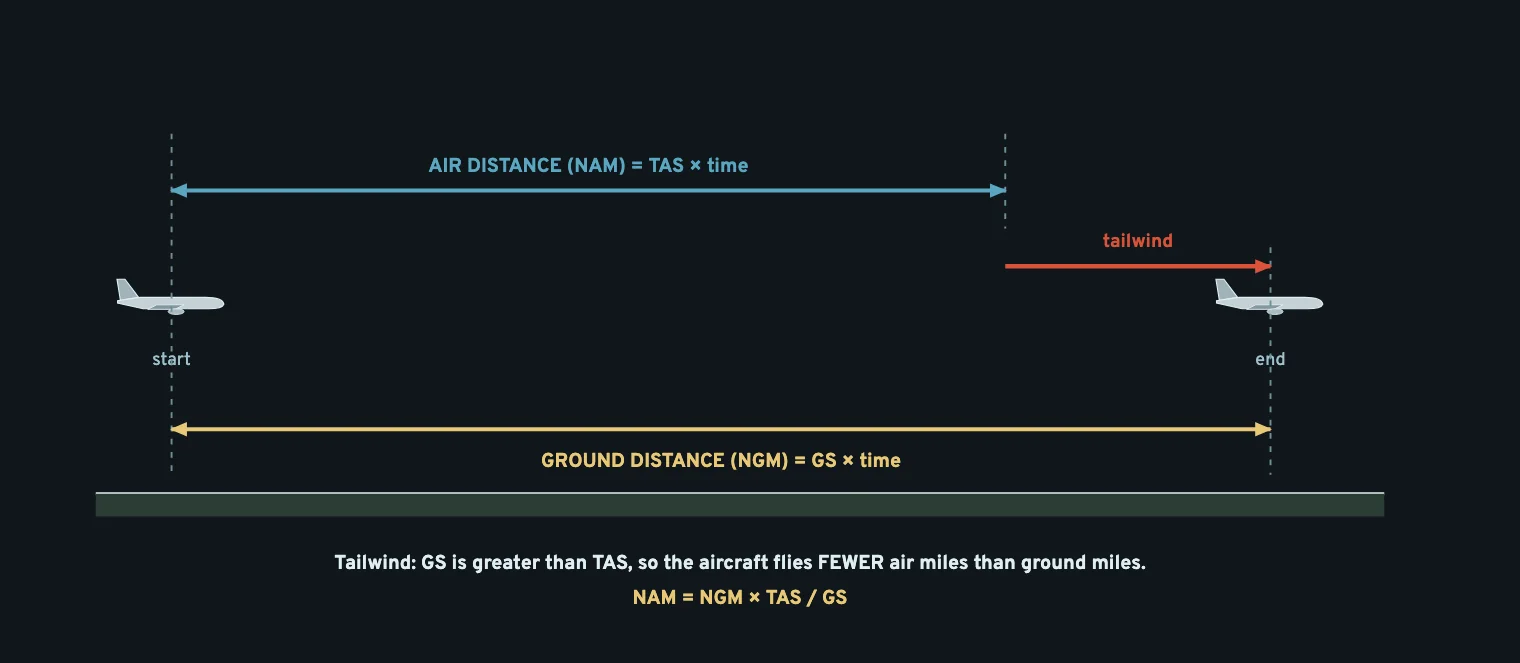 AIR DISTANCE (NAM) = TAS × time
tailwind
start
end
GROUND DISTANCE (NGM) = GS × time
Tailwind: GS is greater than TAS, so the aircraft flies FEWER air miles than ground miles.
NAM = NGM × TAS / GS